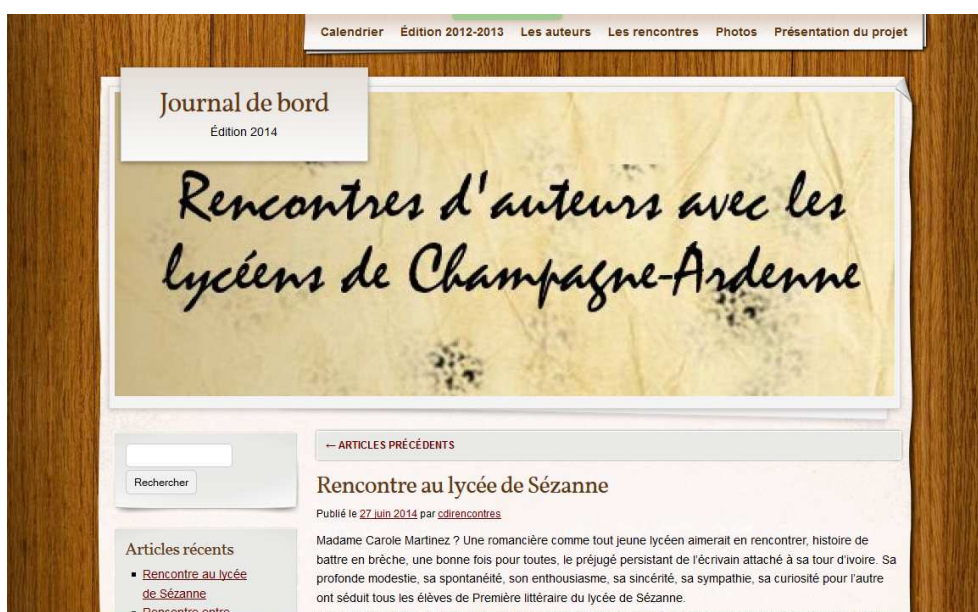 Calendrier Édition 2012-2013 Les auteurs Les rencontres Photos Présentation du projet
Journal de bord
Édition 2014
Rencontres d'auteurs avec les
lycéens de Champagne-Ardenne
← ARTICLES PRÉCÉDENTS
Rechercher
Rencontre au lycée de Sézanne
Publié le 27 juin 2014 par cdirencontres
Madame Carole Martinez ? Une romancière comme tout jeune lycéen aimerait en rencontrer, histoire de
battre en brèche, une bonne fois pour toutes, le préjugé persistant de l'écrivain attaché à sa tour d'ivoire. Sa
profonde modestie, sa spontanéité, son enthousiasme, sa sincérité, sa sympathie, sa curiosité pour l'autre
ont séduit tous les élèves de Première littéraire du lycée de Sézanne.
Articles récents
Rencontre au lycée
de Sézanne
Rencontre entre